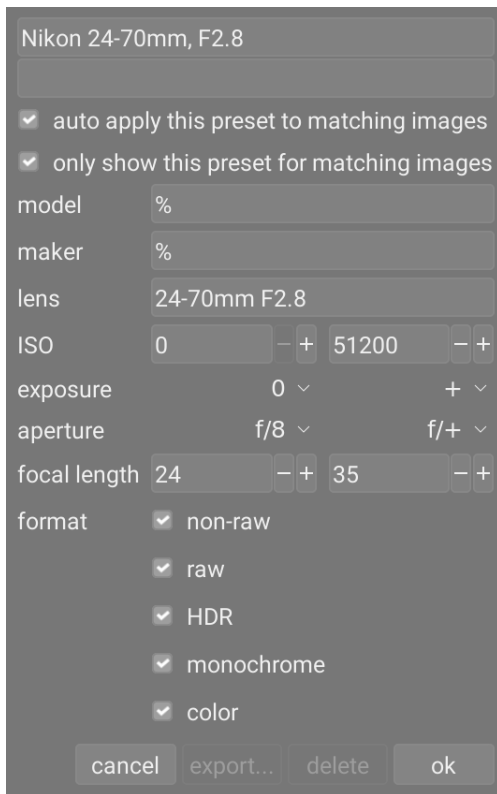 Nikon 24-70mm, F2.8
auto apply this preset to matching images
only show this preset for matching images
model %
maker %
lens 24-70mm F2.8
ISO 0 − + 51200 − +
exposure 0 +
aperture f/8 f/+
focal length 24 − + 35 − +
format non-raw
raw
HDR
monochrome
color
cancel export... delete ok